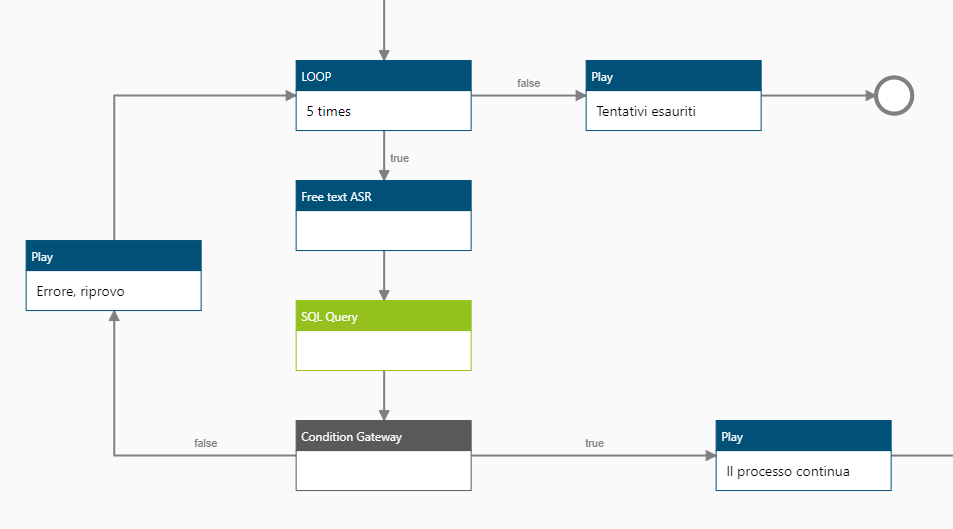 LOOP
5 times
false
Play
Tentativi esauriti
true
Free text ASR
Play
Errore, riprovo
SQL Query
false
Condition Gateway
true
Play
Il processo continua